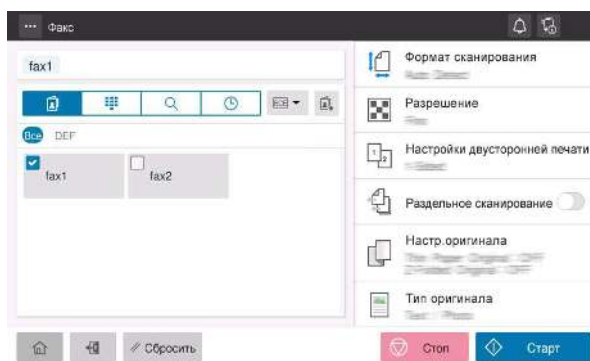 Факс
fax1
Все DEF
fax1
fax2
Формат сканирования
Разрешение
Настройки двусторонней печати
Раздельное сканирование
Настр.оригинала
Тип оригинала
Сбросить
Стоп
Старт